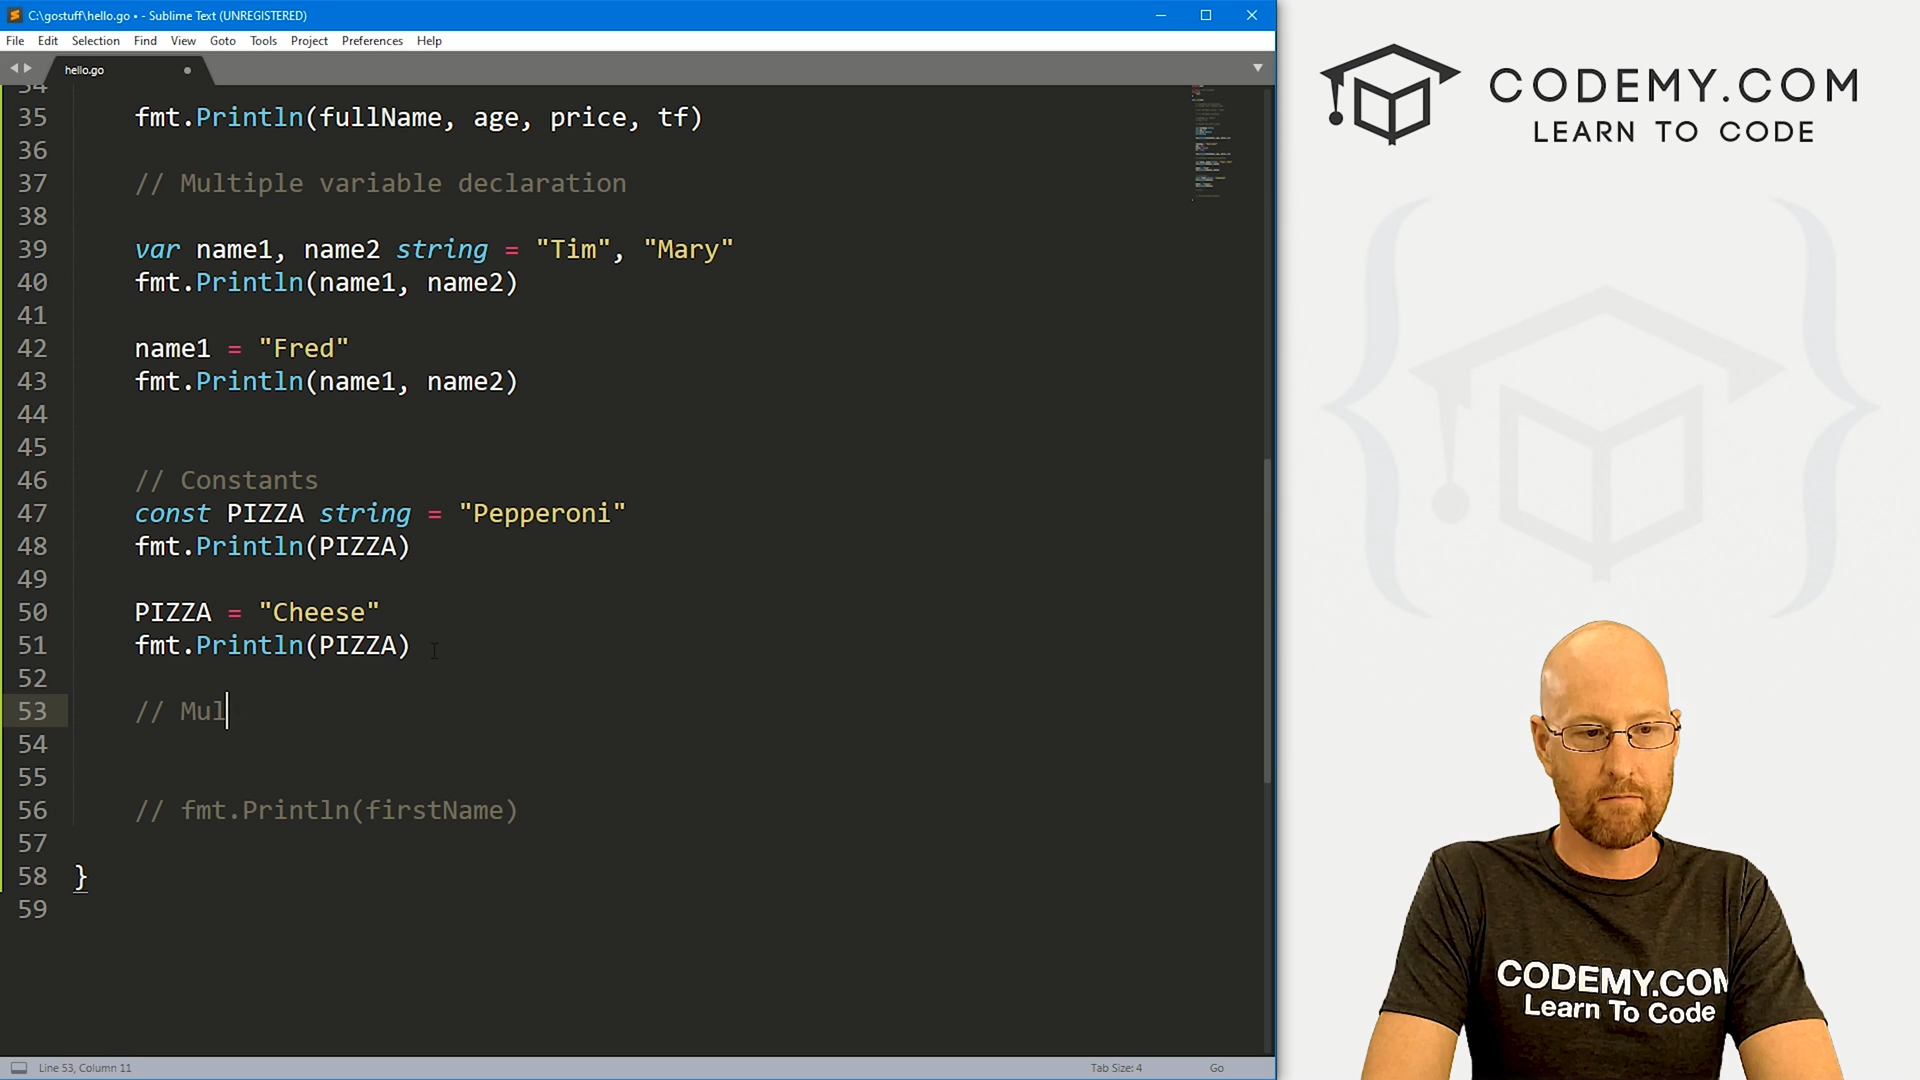 C:\gostuff\hello.go • - Sublime Text (UNREGISTERED)
File Edit Selection Find View Goto Tools Project Preferences Help
hello.go
34
35 fmt.Println(fullName, age, price, tf)
36
37 // Multiple variable declaration
38
39 var name1, name2 string = "Tim", "Mary"
40 fmt.Println(name1, name2)
41
42 name1 = "Fred"
43 fmt.Println(name1, name2)
44
45
46 // Constants
47 const PIZZA string = "Pepperoni"
48 fmt.Println(PIZZA)
49
50 PIZZA = "Cheese"
51 fmt.Println(PIZZA)
52
53 // Mul
54
55
56 // fmt.Println(firstName)
57
58 }
59
Line 53, Column 11
Tab Size: 4
Go
CODEMY.COM
LEARN TO CODE
CODEMY.COM
Learn To Code